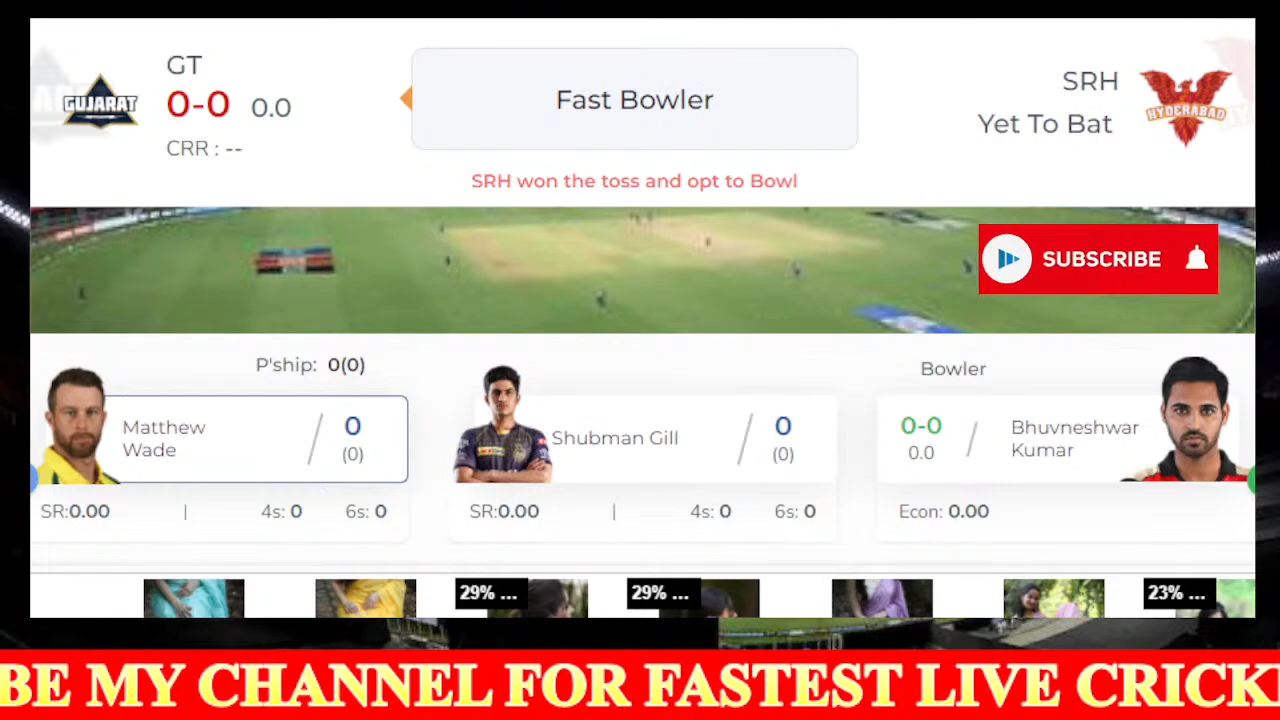 GT
0-0 0.0
CRR : --
GUJARAT
Fast Bowler
SRH won the toss and opt to Bowl
SRH
Yet To Bat
HYDERABAD
SUBSCRIBE
P'ship: 0(0)
Matthew
Wade
/ 0
(0)
SR:0.00 | 4s: 0 6s: 0
Shubman Gill
/ 0
(0)
SR:0.00 | 4s: 0 6s: 0
Bowler
0-0
0.0 /
Bhuvneshwar
Kumar
Econ: 0.00
29% ...
29% ...
23% ...
BE MY CHANNEL FOR FASTEST LIVE CRICK